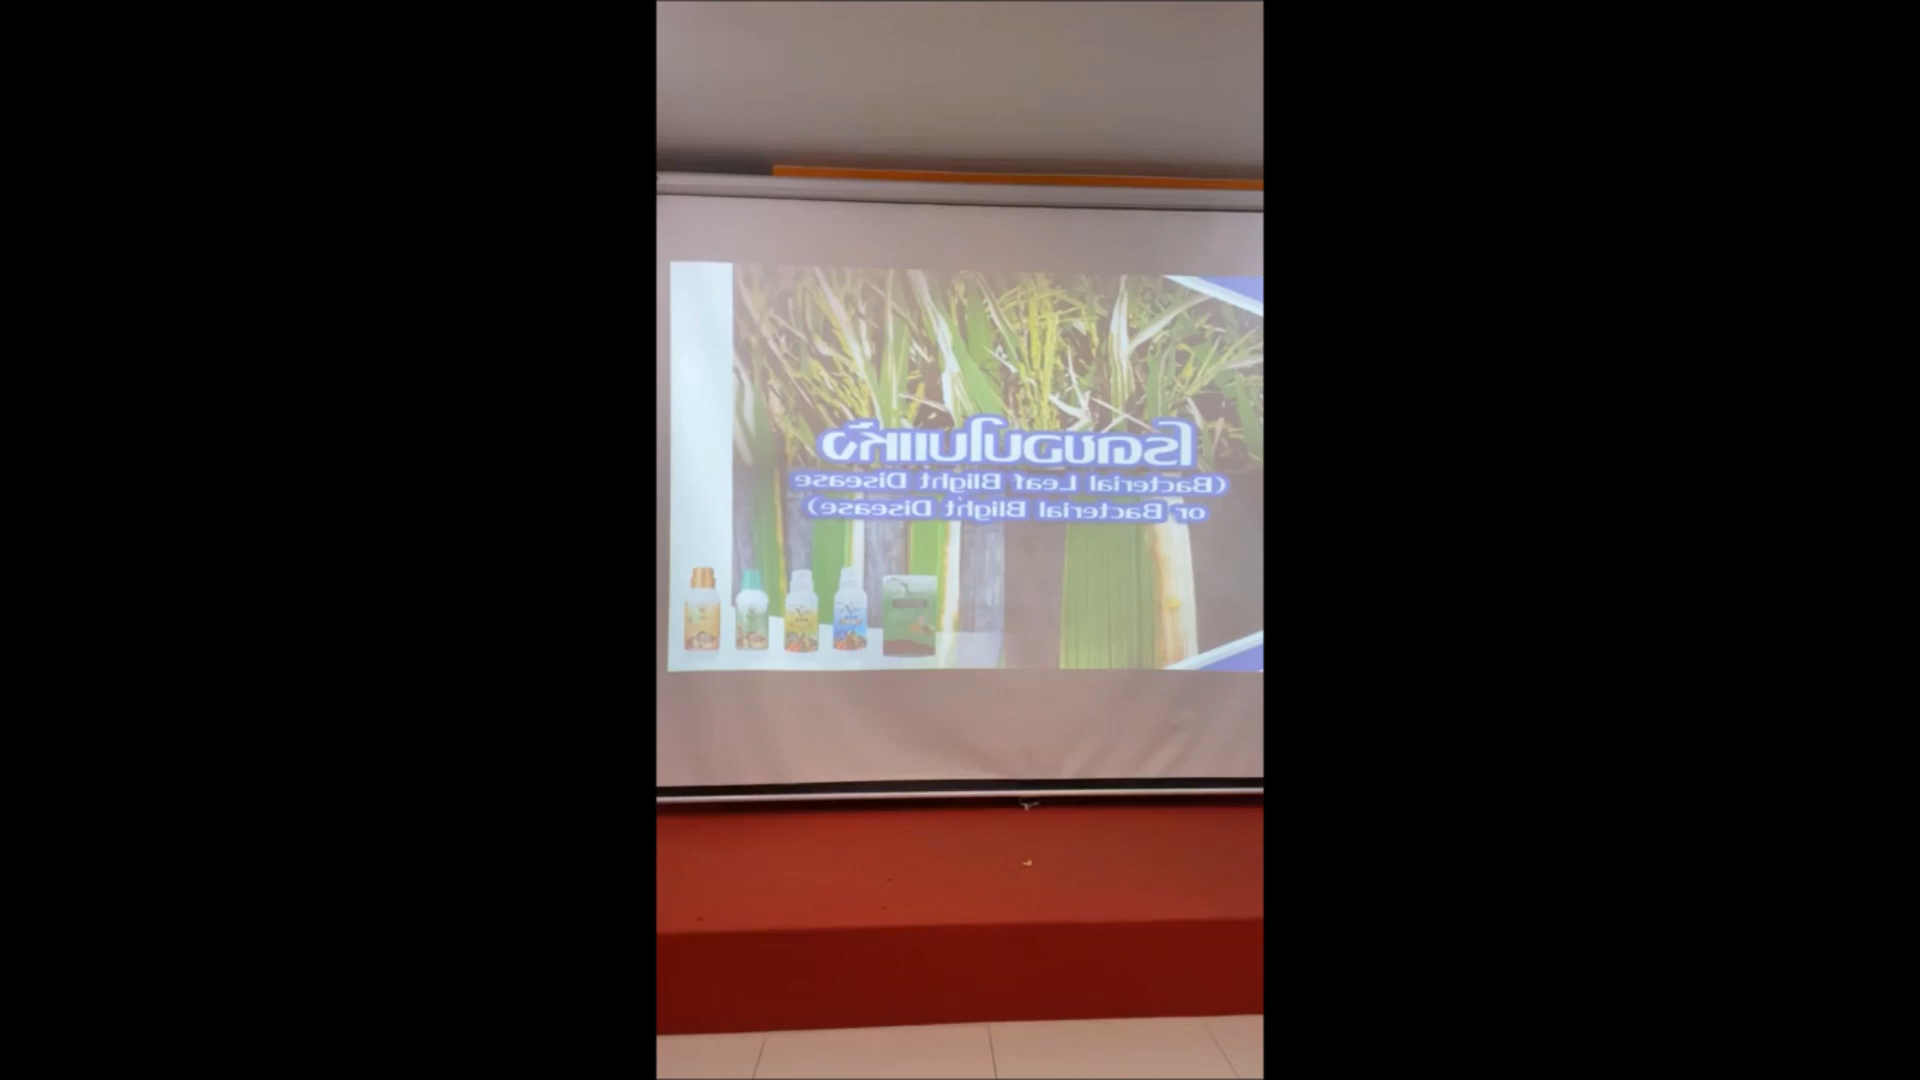 โรคขอบใบแห้ง
(Bacterial Leaf Blight Disease
or Bacterial Blight Disease)